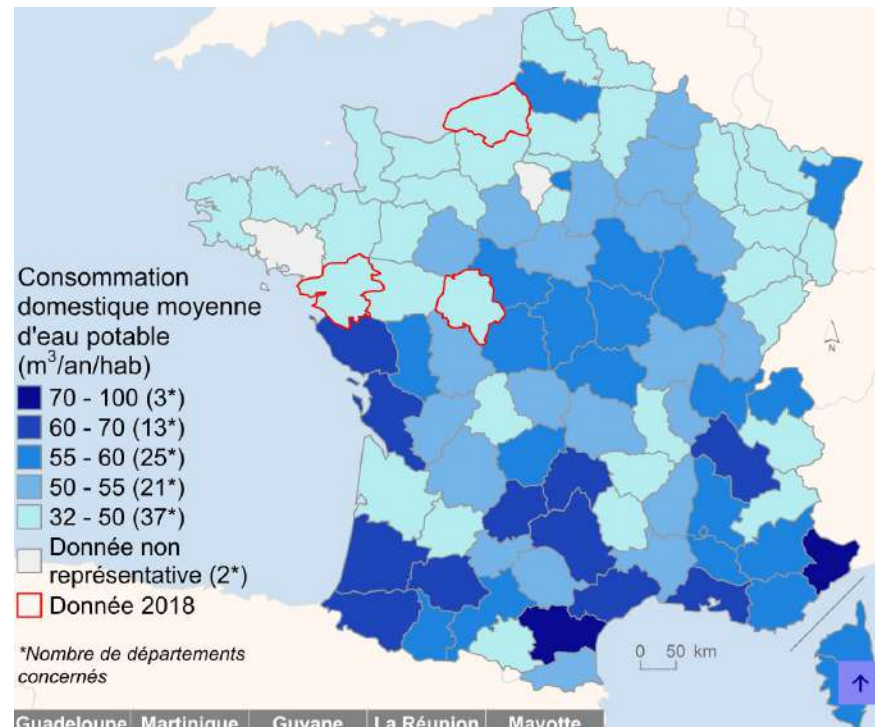 Consommation
domestique moyenne
d'eau potable
(m³/an/hab)
70 - 100 (3*)
60 - 70 (13*)
55 - 60 (25*)
50 - 55 (21*)
32 - 50 (37*)
Donnée non
représentative (2*)
Donnée 2018
*Nombre de départements
concernés
N
0 50 km
Guadeloupe Martinique Guyane La Réunion Mayotte